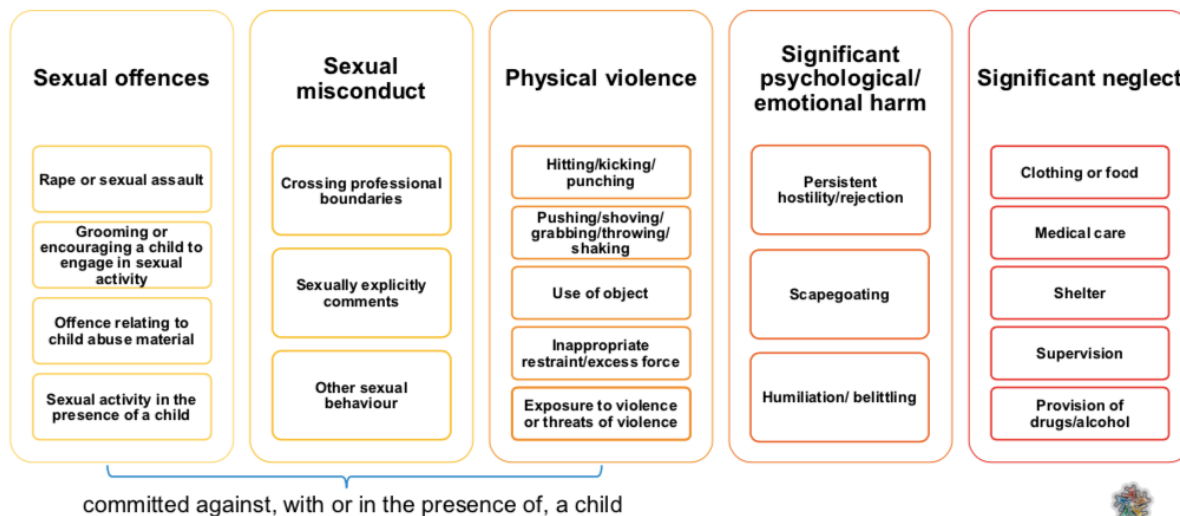 Sexual offences
Rape or sexual assault
Grooming or
encouraging a child to
engage in sexual
activity
Offence relating to
child abuse material
Sexual activity in the
presence of a child
Sexual
misconduct
Crossing professional
boundaries
Sexually explicitly
comments
Other sexual
behaviour
Physical violence
Hitting/kicking/
punching
Pushing/shoving/
grabbing/throwing/
shaking
Use of object
Inappropriate
restraint/excess force
Exposure to violence
or threats of violence
Significant
psychological/
emotional harm
Persistent
hostility/rejection
Scapegoating
Humiliation/ belittling
Significant neglect
Clothing or food
Medical care
Shelter
Supervision
Provision of
drugs/alcohol
committed against, with or in the presence of, a child